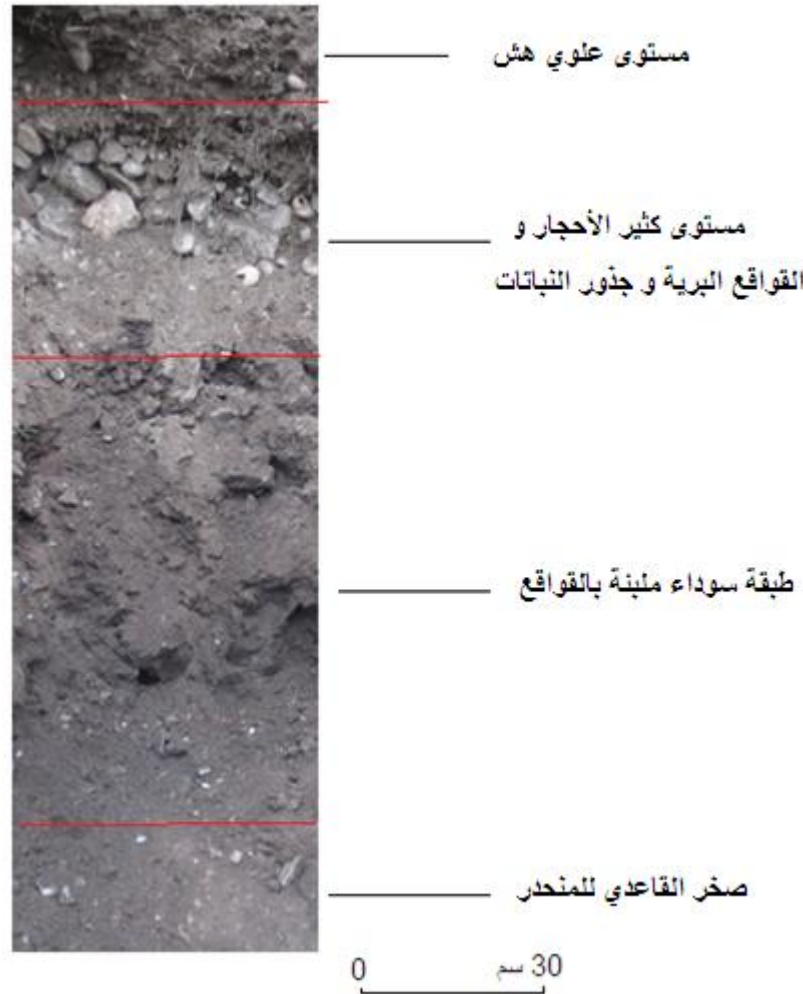 مستوى علوي هش
مستوى كثير الأحجار و
القواقع البرية و جذور النباتات
طبقة سوداء مليئة بالقواقع
صخر القاعدي للمنحدر
0 30 سم